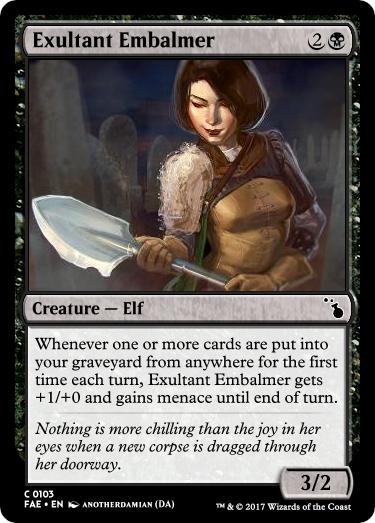 Exultant Embalmer 2
Creature — Elf
Whenever one or more cards are put into
your graveyard from anywhere for the first
time each turn, Exultant Embalmer gets
+1/+0 and gains menace until end of turn.
Nothing is more chilling than the joy in her
eyes when a new corpse is dragged through
her doorway.
3/2
C 0103
FAE • EN ANOTHERDAMIAN (DA)
™ & © 2017 Wizards of the Coast